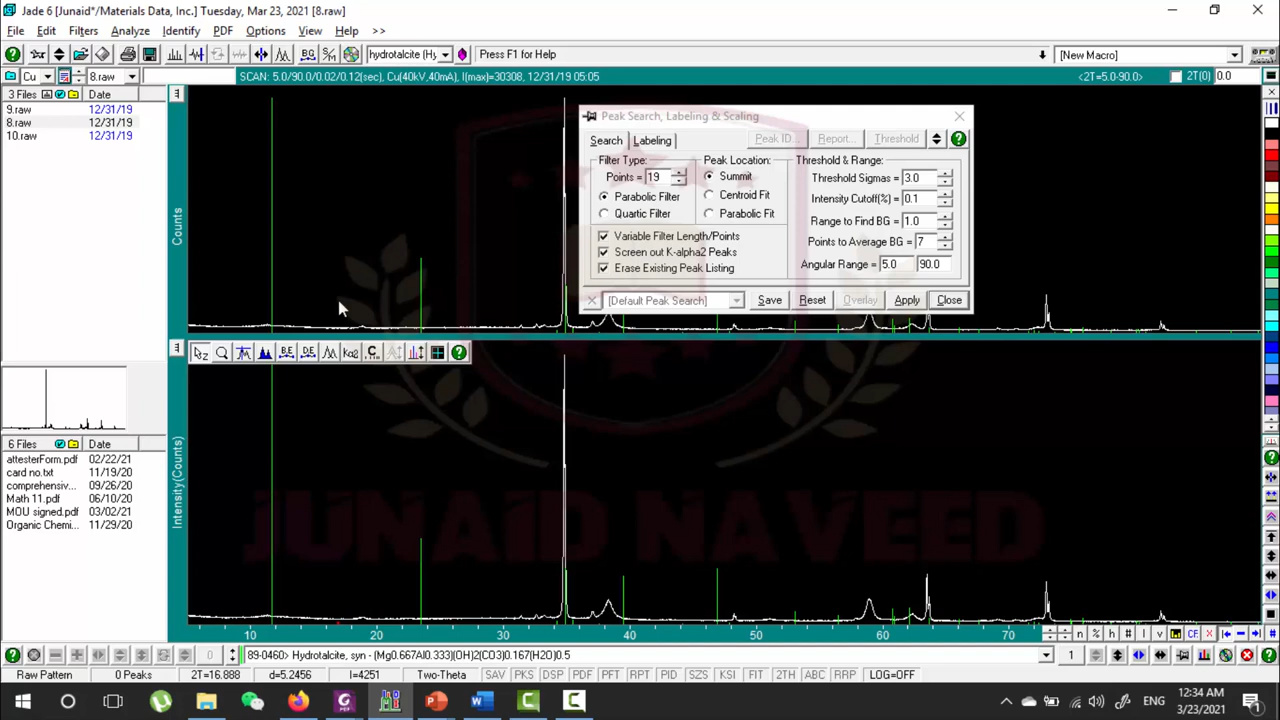 Jade 6 [Junaid*/Materials Data, Inc.] Tuesday, Mar 23, 2021 [8.raw]
File Edit Filters Analyze Identify PDF Options View Help >>
hydrotalcite (Hy Press F1 for Help [New Macro]
Cu 8.raw SCAN: 5.0/90.0/0.02/0.12(sec), Cu(40kV,40mA), I(max)=30308, 12/31/19 05:05 <2T=5.0-90.0> 2T(0) 0.0
3 Files Date
9.raw 12/31/19
8.raw 12/31/19
10.raw 12/31/19
Counts
Peak Search, Labeling & Scaling
Search Labeling Peak ID... Report... Threshold
Filter Type: Peak Location: Threshold & Range:
Points = 19 Summit Threshold Sigmas = 3.0
Parabolic Filter Centroid Fit Intensity Cutoff(%) = 0.1
Quartic Filter Parabolic Fit Range to Find BG = 1.0
Variable Filter Length/Points Points to Average BG = 7
Screen out K-alpha2 Peaks
Erase Existing Peak Listing Angular Range = 5.0 90.0
[Default Peak Search] Save Reset Overlay Apply Close
6 Files Date
attesterForm.pdf 02/22/21
card no.txt 11/19/20
comprehensiv... 09/26/20
Math 11.pdf 06/10/20
MOU signed.pdf 03/02/21
Organic Chemi... 11/29/20
Intensity(Counts)
JUNAID NAVEED
10 20 30 40 50 60 70
n % h # l v CF
0 89-0460> Hydrotalcite, syn - (Mg0.667Al0.333)(OH)2(CO3)0.167(H2O)0.5 1
Raw Pattern 0 Peaks 2T=16.888 d=5.2456 I=4251 Two-Theta SAV PKS DSP PDF PFT RPT PID SZS KSI FIT 2TH ABC RRP LOG=OFF
ENG 12:34 AM
3/23/2021